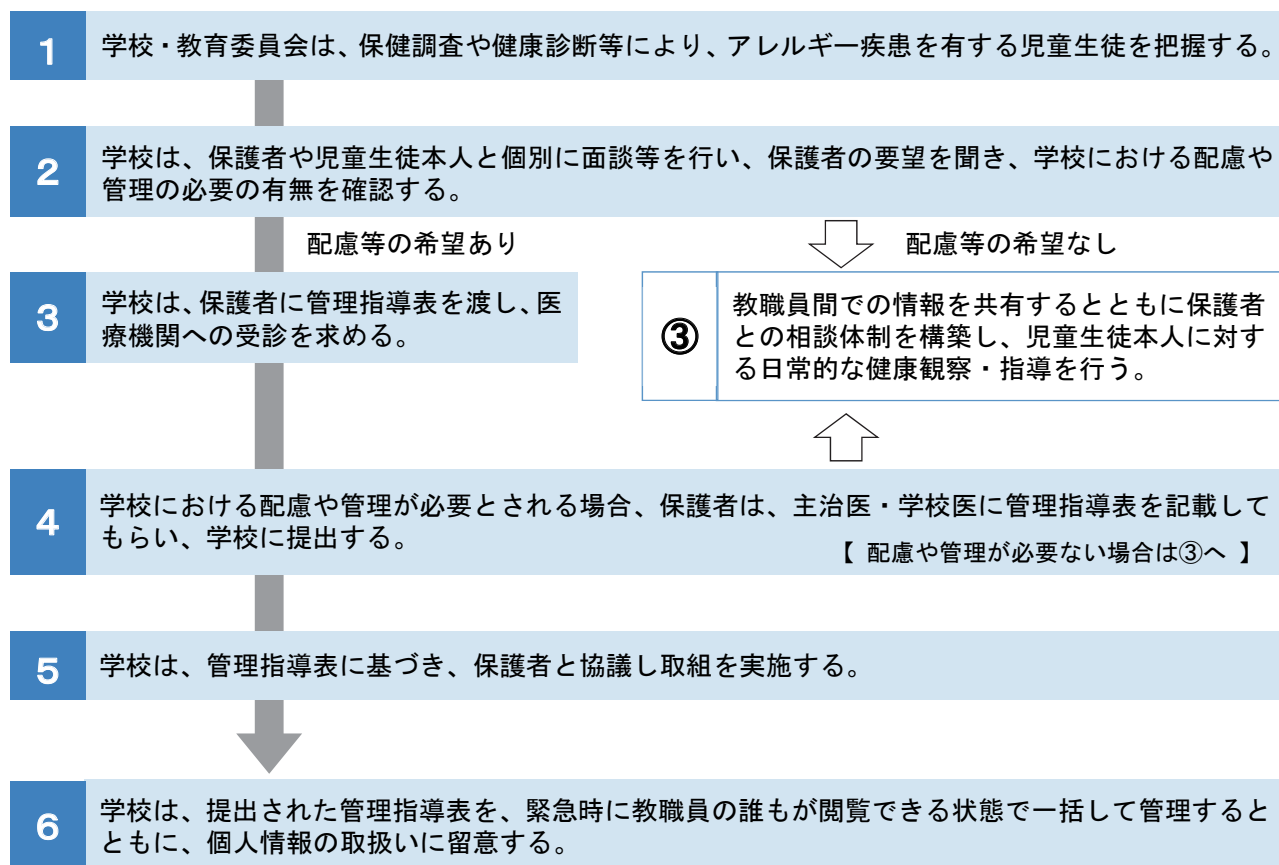 1
学校・教育委員会は、保健調査や健康診断等により、アレルギー疾患を有する児童生徒を把握する。
2
学校は、保護者や児童生徒本人と個別に面談等を行い、保護者の要望を聞き、学校における配慮や
管理の必要の有無を確認する。
配慮等の希望あり
配慮等の希望なし
3
学校は、保護者に管理指導表を渡し、医
療機関への受診を求める。
③
教職員間での情報を共有するとともに保護者
との相談体制を構築し、児童生徒本人に対す
る日常的な健康観察・指導を行う。
4
学校における配慮や管理が必要とされる場合、保護者は、主治医・学校医に管理指導表を記載して
もらい、学校に提出する。
【 配慮や管理が必要ない場合は③へ 】
5
学校は、管理指導表に基づき、保護者と協議し取組を実施する。
6
学校は、提出された管理指導表を、緊急時に教職員の誰もが閲覧できる状態で一括して管理すると
ともに、個人情報の取扱いに留意する。